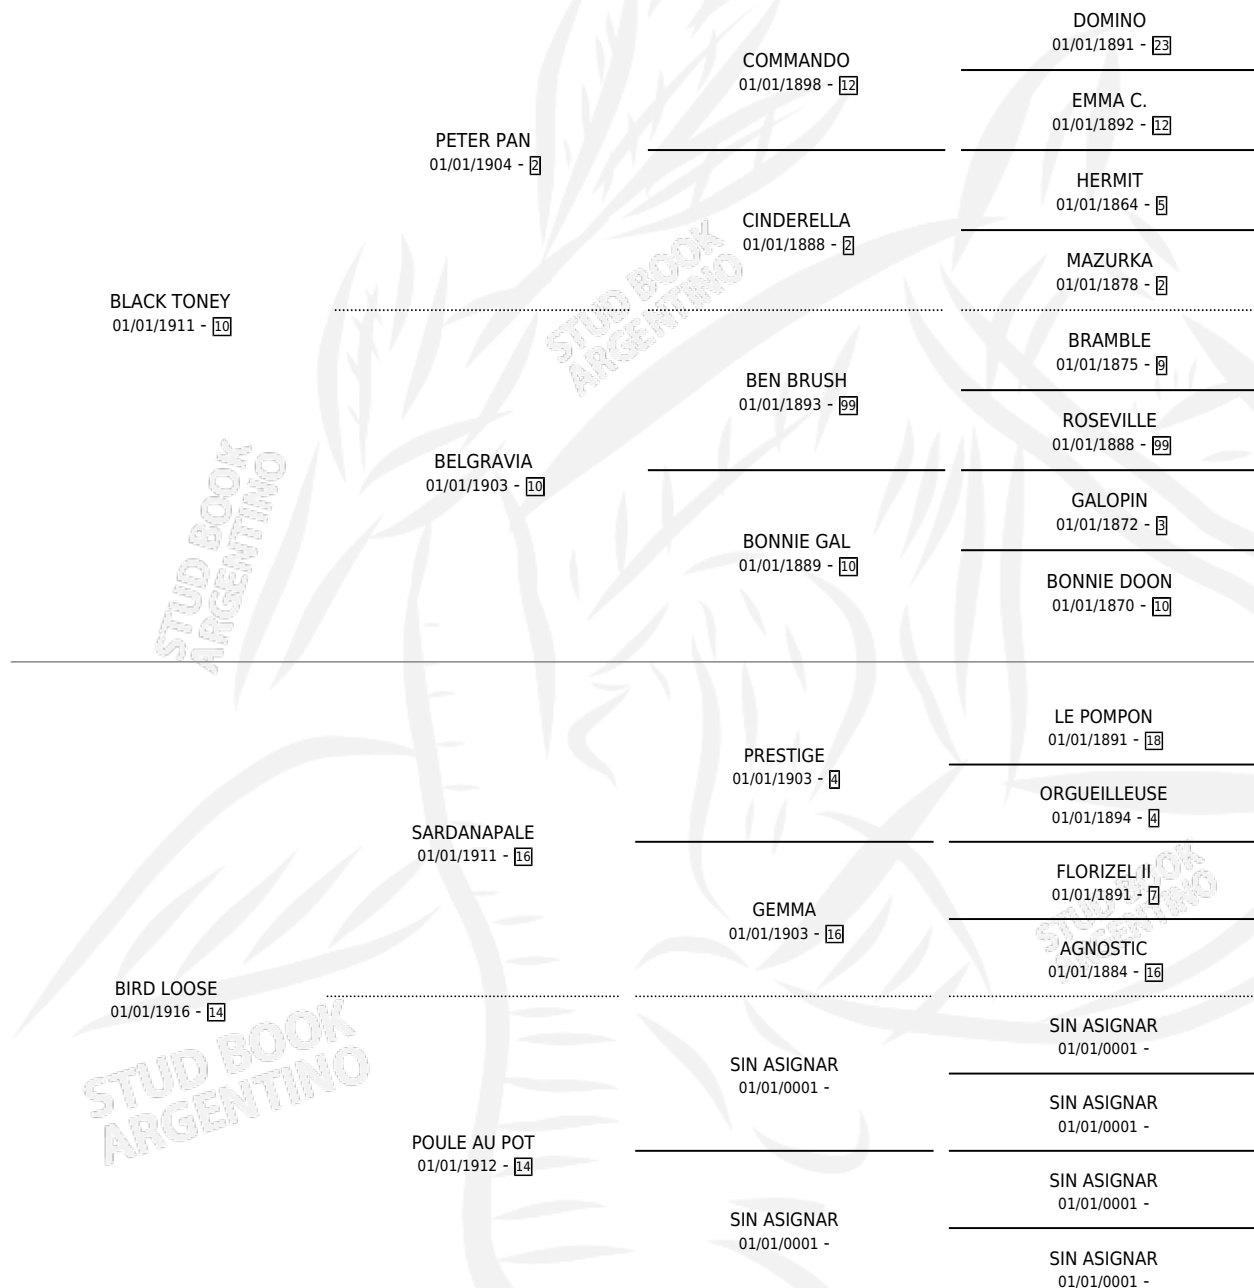 DOMINO
01/01/1891 - 23
COMMANDO
01/01/1898 - 12
EMMA C.
01/01/1892 - 12
PETER PAN
01/01/1904 - 2
HERMIT
01/01/1864 - 5
CINDERELLA
01/01/1888 - 2
MAZURKA
01/01/1878 - 2
BLACK TONEY
01/01/1911 - 10
BRAMBLE
01/01/1875 - 9
BEN BRUSH
01/01/1893 - 99
ROSEVILLE
01/01/1888 - 99
BELGRAVIA
01/01/1903 - 10
GALOPIN
01/01/1872 - 3
BONNIE GAL
01/01/1889 - 10
BONNIE DOON
01/01/1870 - 10
LE POMPON
01/01/1891 - 18
PRESTIGE
01/01/1903 - 4
ORGUEILLEUSE
01/01/1894 - 4
SARDANAPALE
01/01/1911 - 16
FLORIZEL II
01/01/1891 - 7
GEMMA
01/01/1903 - 16
AGNOSTIC
01/01/1884 - 16
BIRD LOOSE
01/01/1916 - 14
SIN ASIGNAR
01/01/0001 -
SIN ASIGNAR
01/01/0001 -
SIN ASIGNAR
01/01/0001 -
POULE AU POT
01/01/1912 - 14
SIN ASIGNAR
01/01/0001 -
SIN ASIGNAR
01/01/0001 -
SIN ASIGNAR
01/01/0001 -
STUD BOOK
ARGENTINO
STUD BOOK
ARGENTINO
STUD BOOK
ARGENTINO
STUD BOOK
ARGENTINO